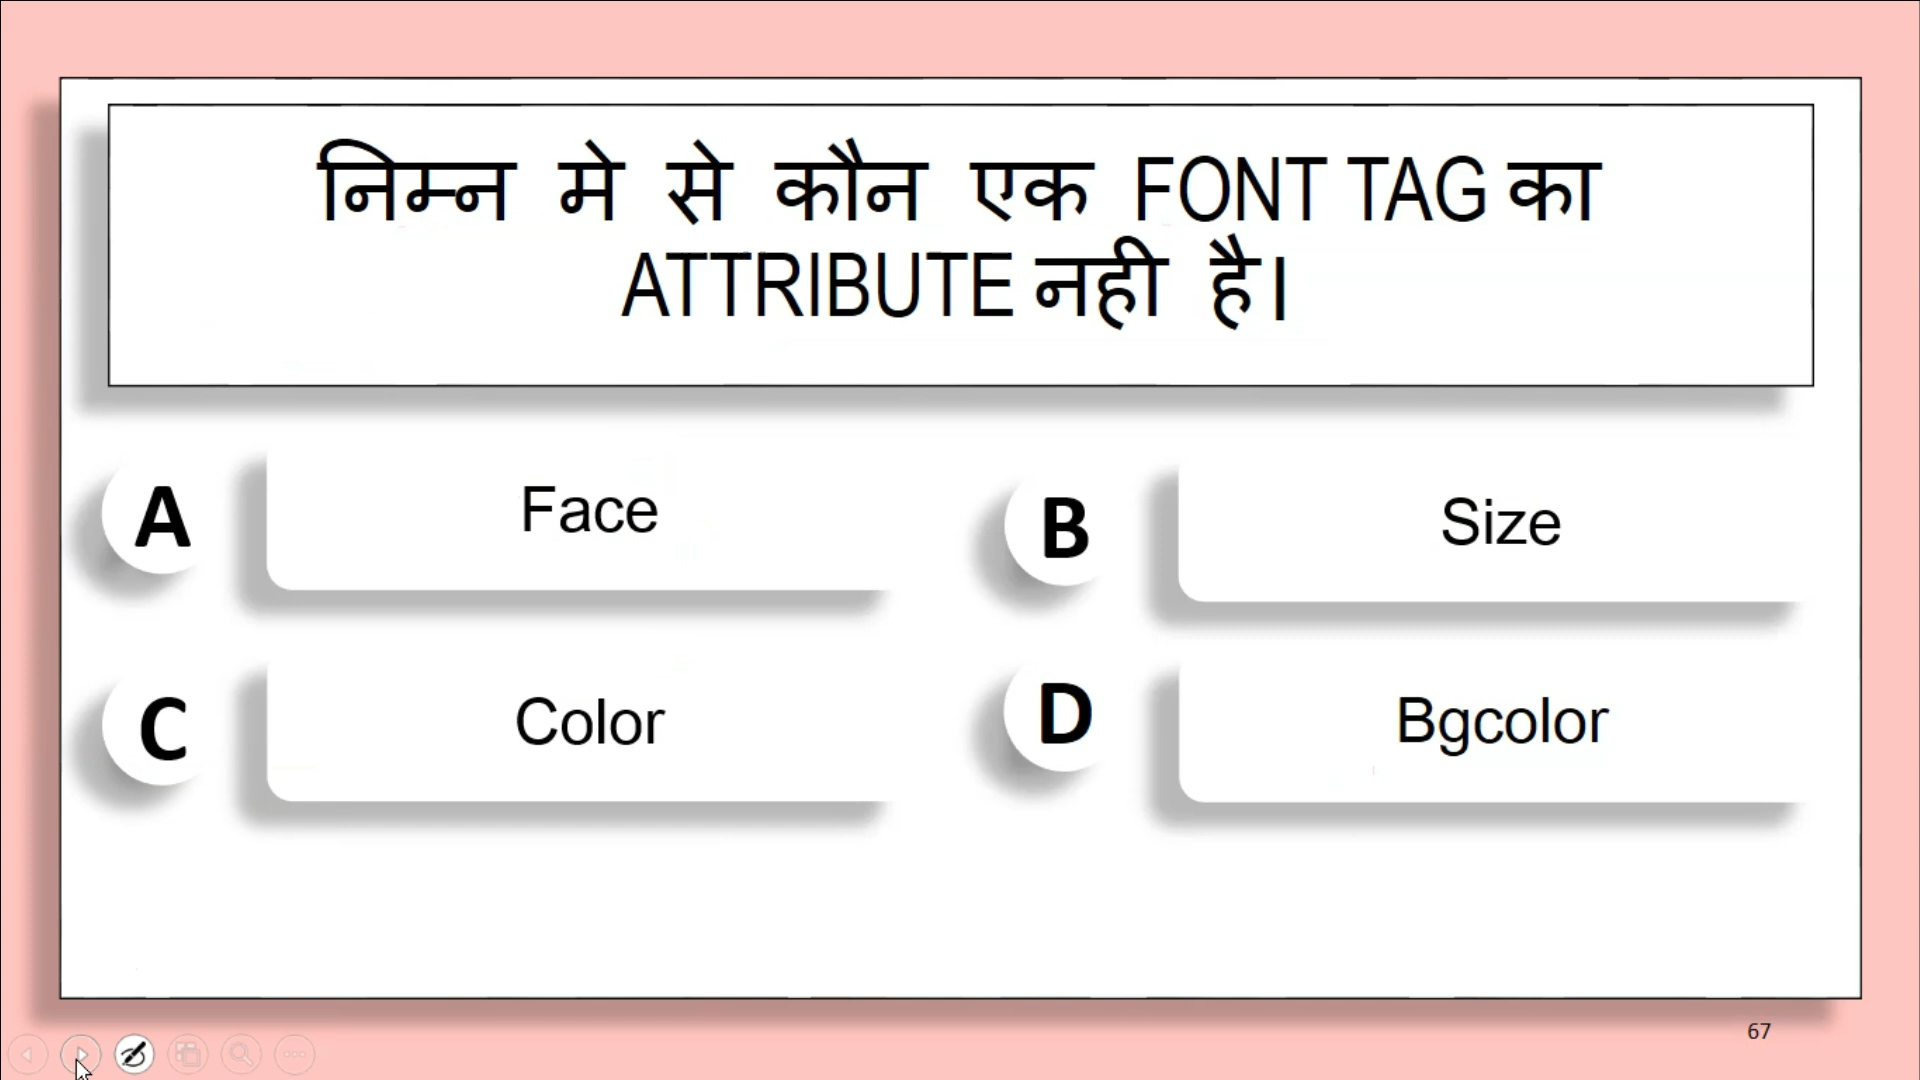 निम्न मे से कौन एक FONT TAG का
ATTRIBUTE नही है।
A Face
B Size
C Color
D Bgcolor
67